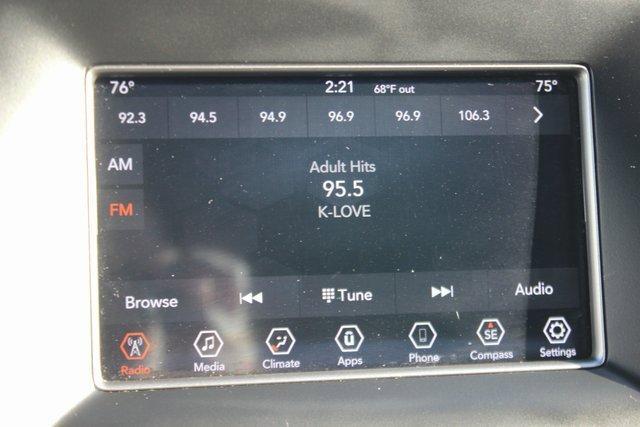 76° 2:21 68°F out 75°
92.3 94.5 94.9 96.9 96.9 106.3
AM
Adult Hits
95.5
FM
K-LOVE
Browse Tune Audio
SE
Radio Media Climate Apps Phone Compass Settings